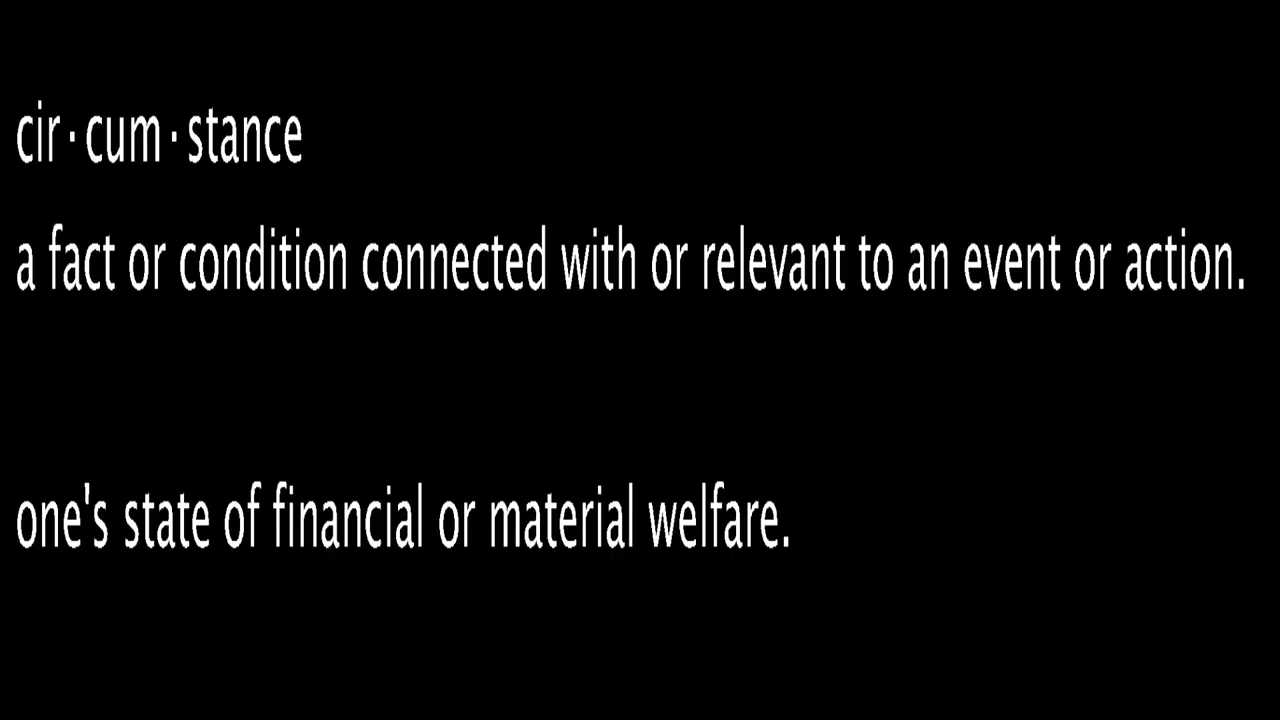 cir·cum·stance
a fact or condition connected with or relevant to an event or action.
one's state of financial or material welfare.